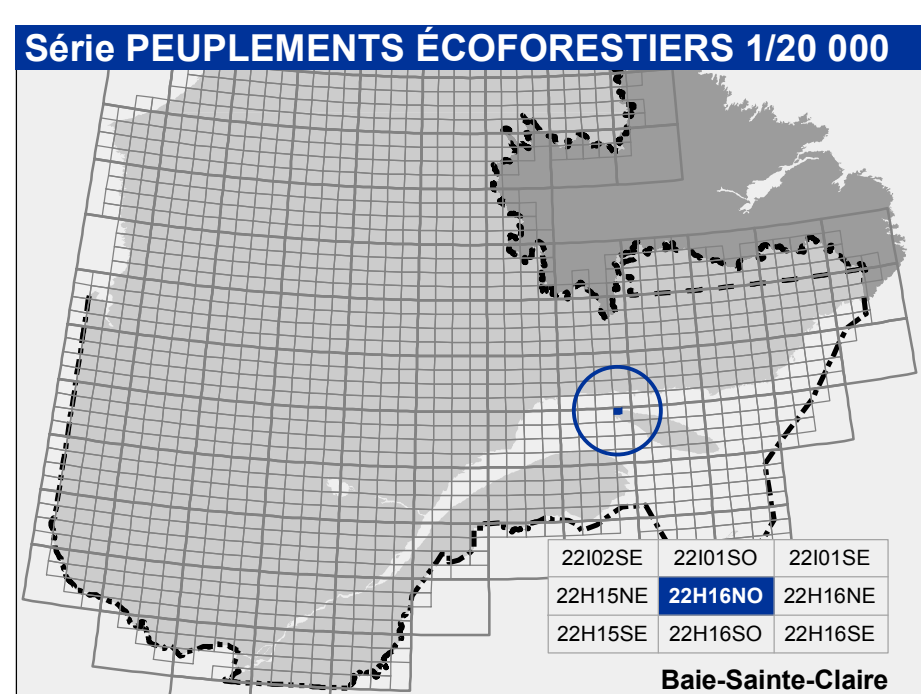 Série PEUPLEMENTS ÉCOFORESTIERS 1/20 000
22I02SE 22I01SO 22I01SE
22H15NE 22H16NO 22H16NE
22H15SE 22H16SO 22H16SE
Baie-Sainte-Claire